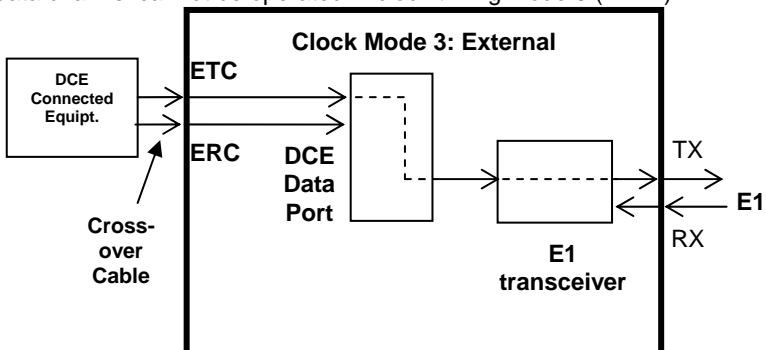 Clock Mode 3: External
DCE
Connected
Equipt.
ETC
ERC
DCE
Data
Port
Cross-
over
Cable
TX
E1
RX
E1
transceiver